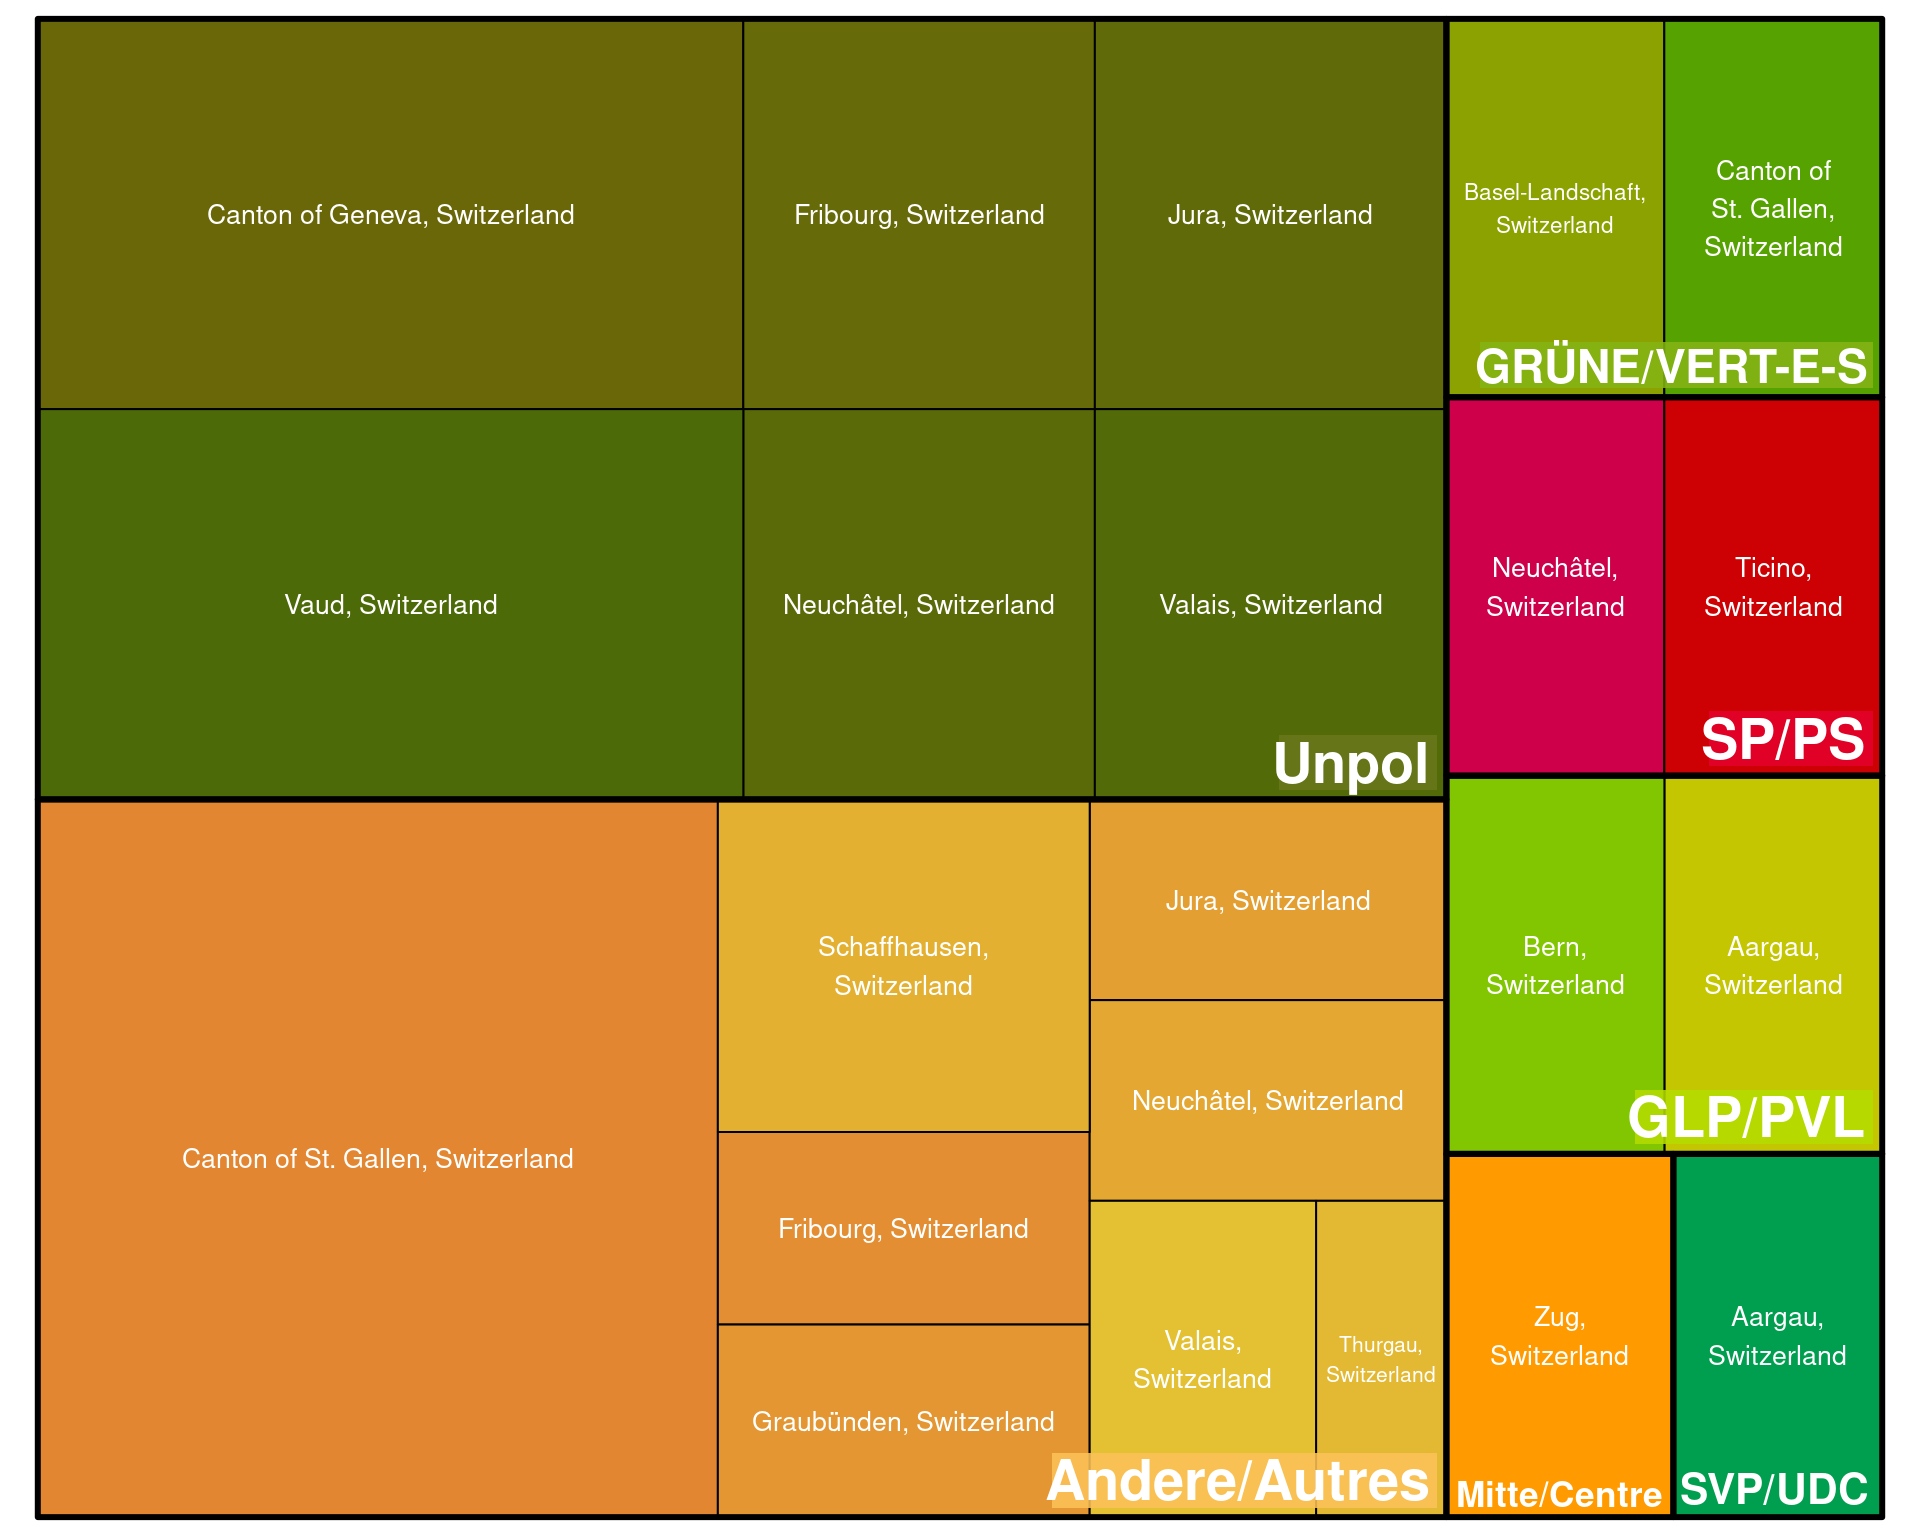 Canton of Geneva, Switzerland
Fribourg, Switzerland
Jura, Switzerland
Vaud, Switzerland
Neuchâtel, Switzerland
Valais, Switzerland
Unpol
Canton of St. Gallen, Switzerland
Schaffhausen,
Switzerland
Fribourg, Switzerland
Graubünden, Switzerland
Jura, Switzerland
Neuchâtel, Switzerland
Valais,
Switzerland
Thurgau,
Switzerland
Andere/Autres
Basel-Landschaft,
Switzerland
Canton of
St. Gallen,
Switzerland
GRÜNE/VERT-E-S
Neuchâtel,
Switzerland
Ticino,
Switzerland
SP/PS
Bern,
Switzerland
Aargau,
Switzerland
GLP/PVL
Zug,
Switzerland
Mitte/Centre
Aargau,
Switzerland
SVP/UDC